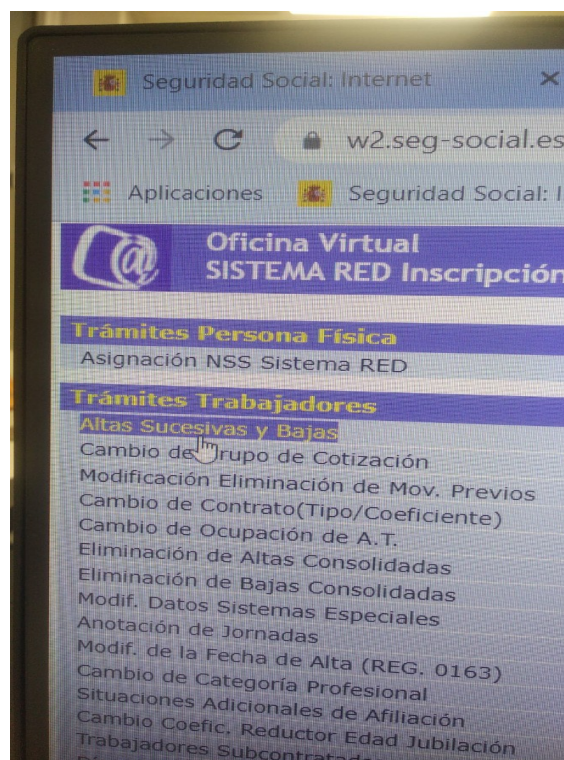 Seguridad Social: Internet
w2.seg-social.es
Aplicaciones
Seguridad Social: I
Oficina Virtual
SISTEMA RED Inscripción
Trámites Persona Física
Asignación NSS Sistema RED
Trámites Trabajadores
Altas Sucesivas y Bajas
Cambio de Grupo de Cotización
Modificación Eliminación de Mov. Previos
Cambio de Contrato(Tipo/Coeficiente)
Cambio de Ocupación de A.T.
Eliminación de Altas Consolidadas
Eliminación de Bajas Consolidadas
Modif. Datos Sistemas Especiales
Anotación de Jornadas
Modif. de la Fecha de Alta (REG. 0163)
Cambio de Categoría Profesional
Situaciones Adicionales de Afiliación
Cambio Coefic. Reductor Edad Jubilación
Trabajadores